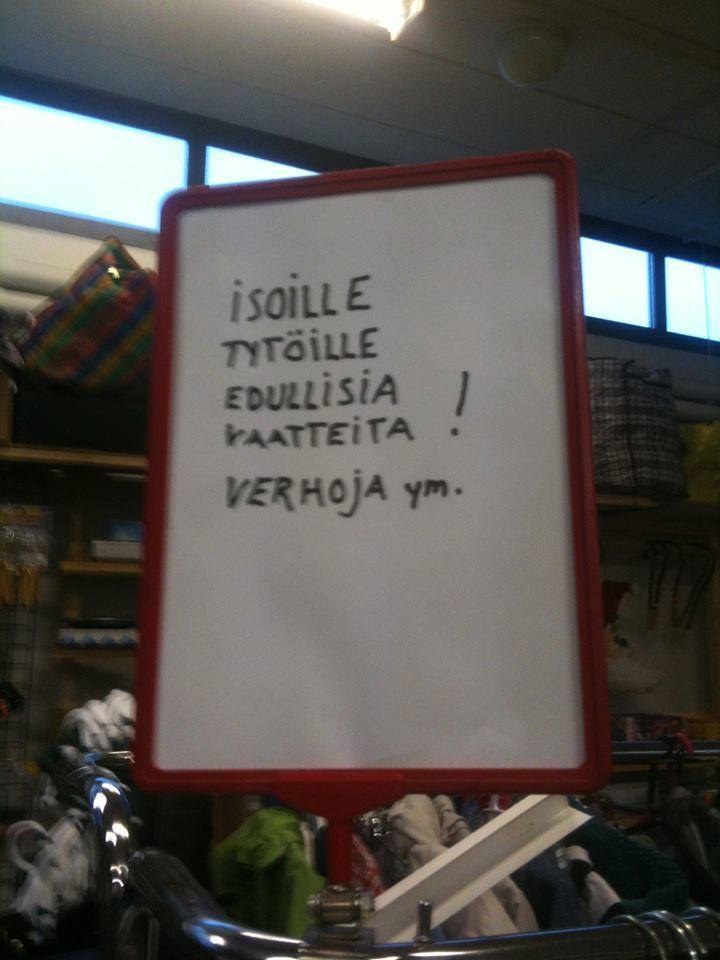 iSOiLLE
TYTÖiLLE
EDULLiSiA
VAATTEiTA !
VERHOjA ym.